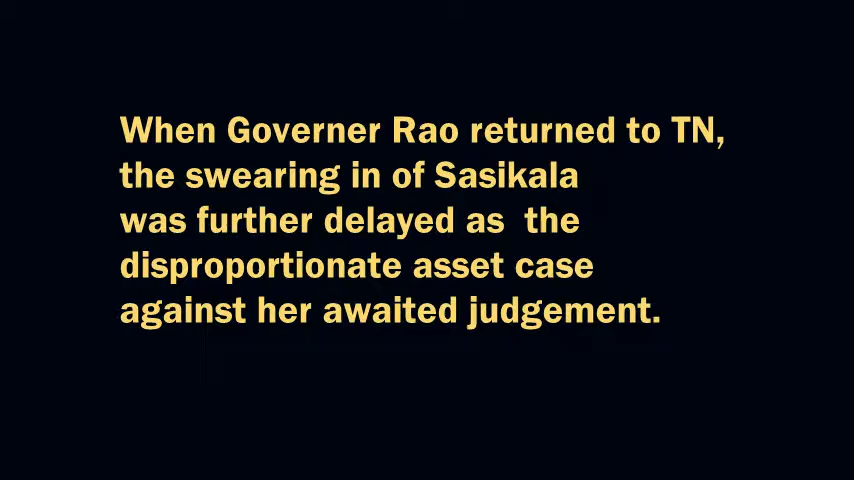 When Governer Rao returned to TN,
the swearing in of Sasikala
was further delayed as  the
disproportionate asset case
against her awaited judgement.